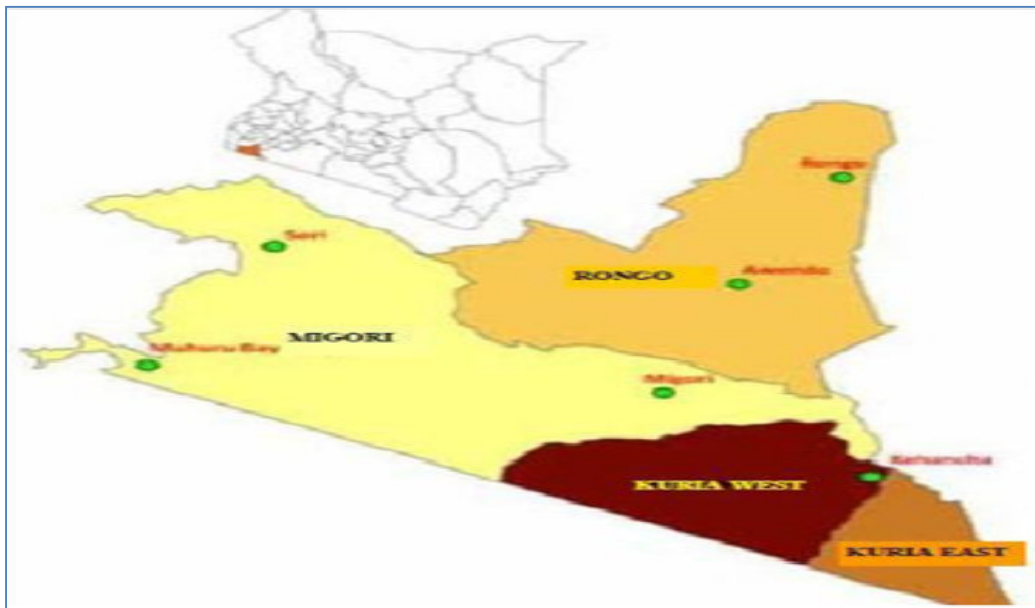 Rongo
Sori
RONGO
Awendo
MIGORI
Muhuru Bay
Migori
Kehancha
KURIA WEST
KURIA EAST